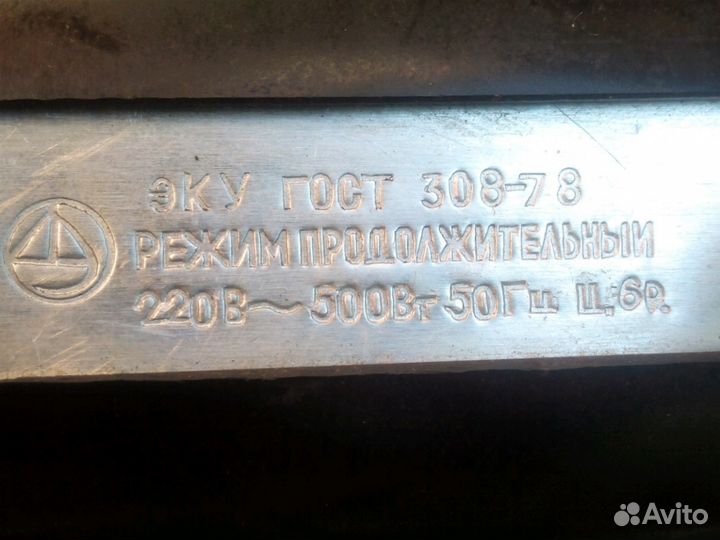 ЭКУ ГОСТ 308-78
РЕЖИМ ПРОДОЛЖИТЕЛЬНЫЙ
220В~500Вт 50Гц Ц,6р.
Avito